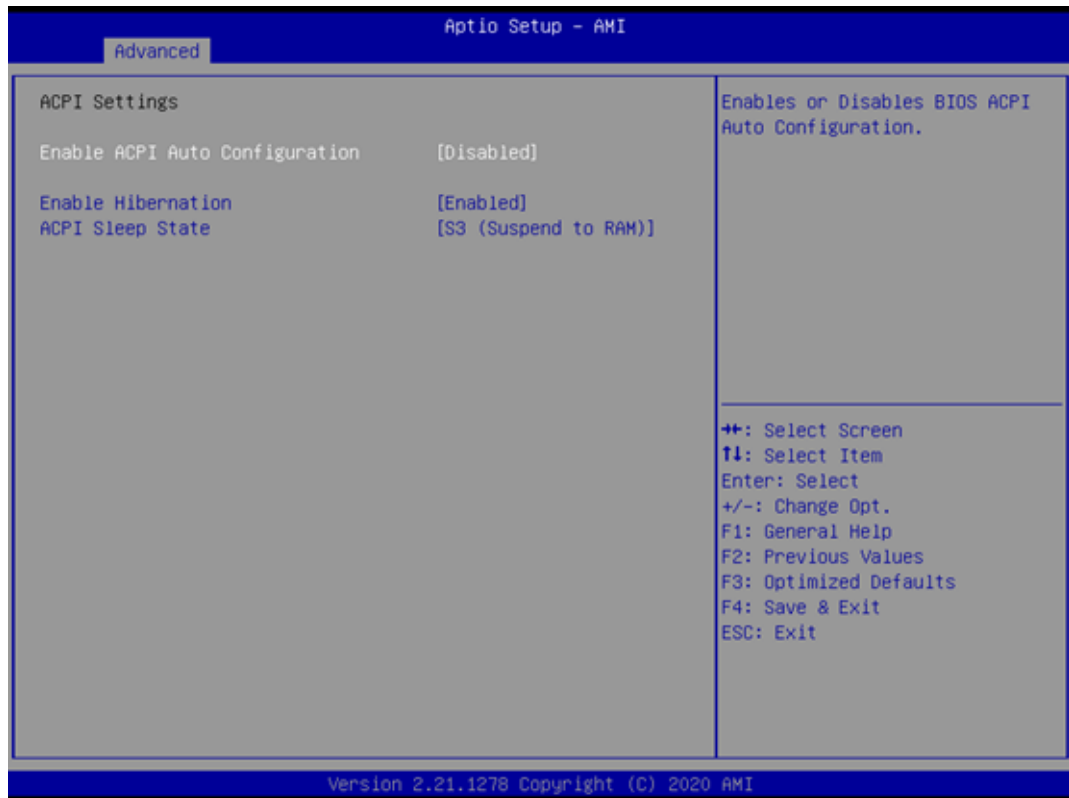 Aptio Setup – AMI
Advanced
ACPI Settings
Enable ACPI Auto Configuration [Disabled]
Enable Hibernation [Enabled]
ACPI Sleep State [S3 (Suspend to RAM)]
Enables or Disables BIOS ACPI
Auto Configuration.
→←: Select Screen
↑↓: Select Item
Enter: Select
+/-: Change Opt.
F1: General Help
F2: Previous Values
F3: Optimized Defaults
F4: Save & Exit
ESC: Exit
Version 2.21.1278 Copyright (C) 2020 AMI